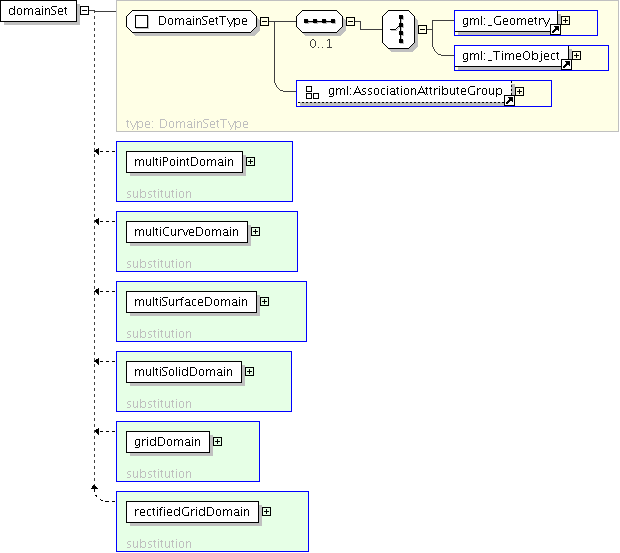 domainSet
DomainSetType
0..1
gml:_Geometry
gml:_TimeObject
gml:AssociationAttributeGroup
type: DomainSetType
multiPointDomain
substitution
multiCurveDomain
substitution
multiSurfaceDomain
substitution
multiSolidDomain
substitution
gridDomain
substitution
rectifiedGridDomain
substitution